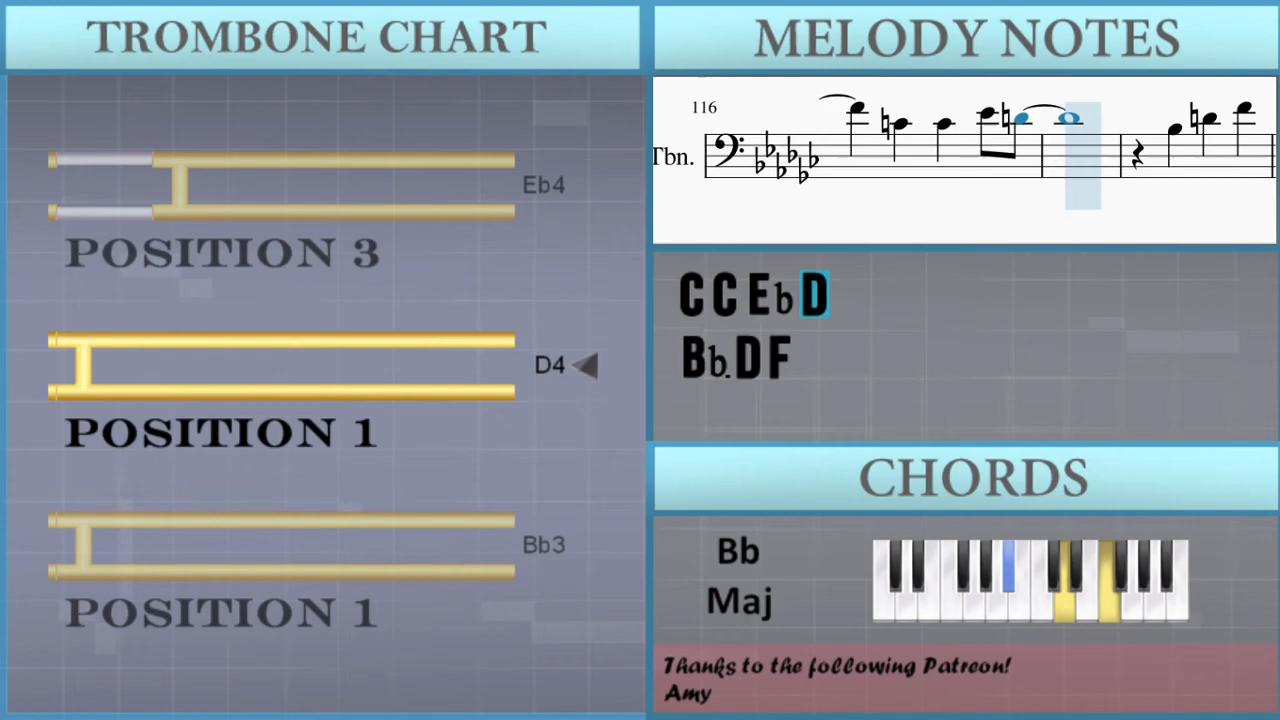 TROMBONE CHART
Eb4
POSITION 3
D4
POSITION 1
Bb3
POSITION 1
MELODY NOTES
116
Tbn.
C C Eb D
Bb. D F
CHORDS
Bb
Maj
Thanks to the following Patreon!
Amy